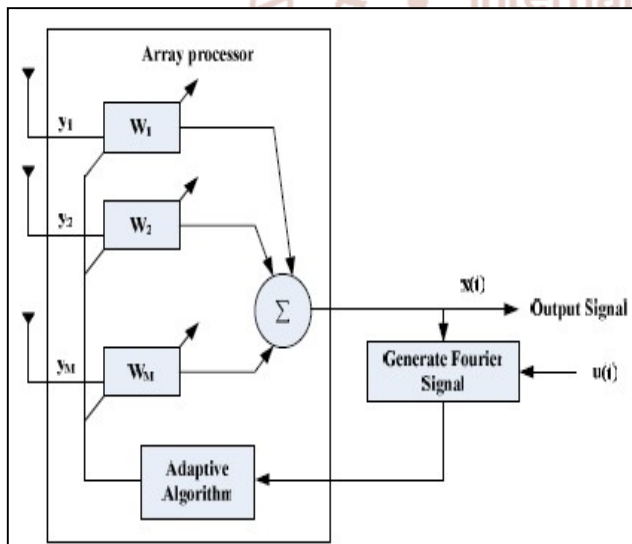 Array processor
y1
W1
y2
W2
yM
WM
Σ
x(t)
Output Signal
Generate Fourier
Signal
u(t)
Adaptive
Algorithm